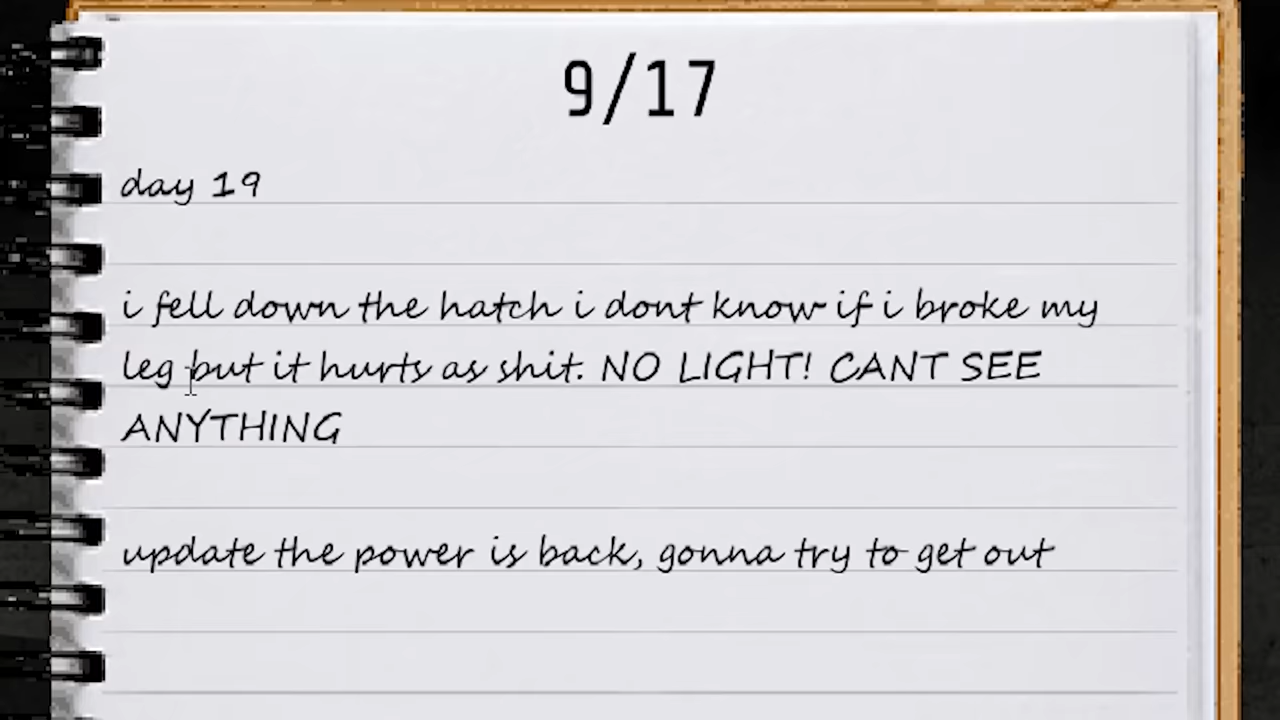 9/17
day 19
i fell down the hatch i dont know if i broke my
leg but it hurts as shit. NO LIGHT! CANT SEE
ANYTHING
update the power is back, gonna try to get out